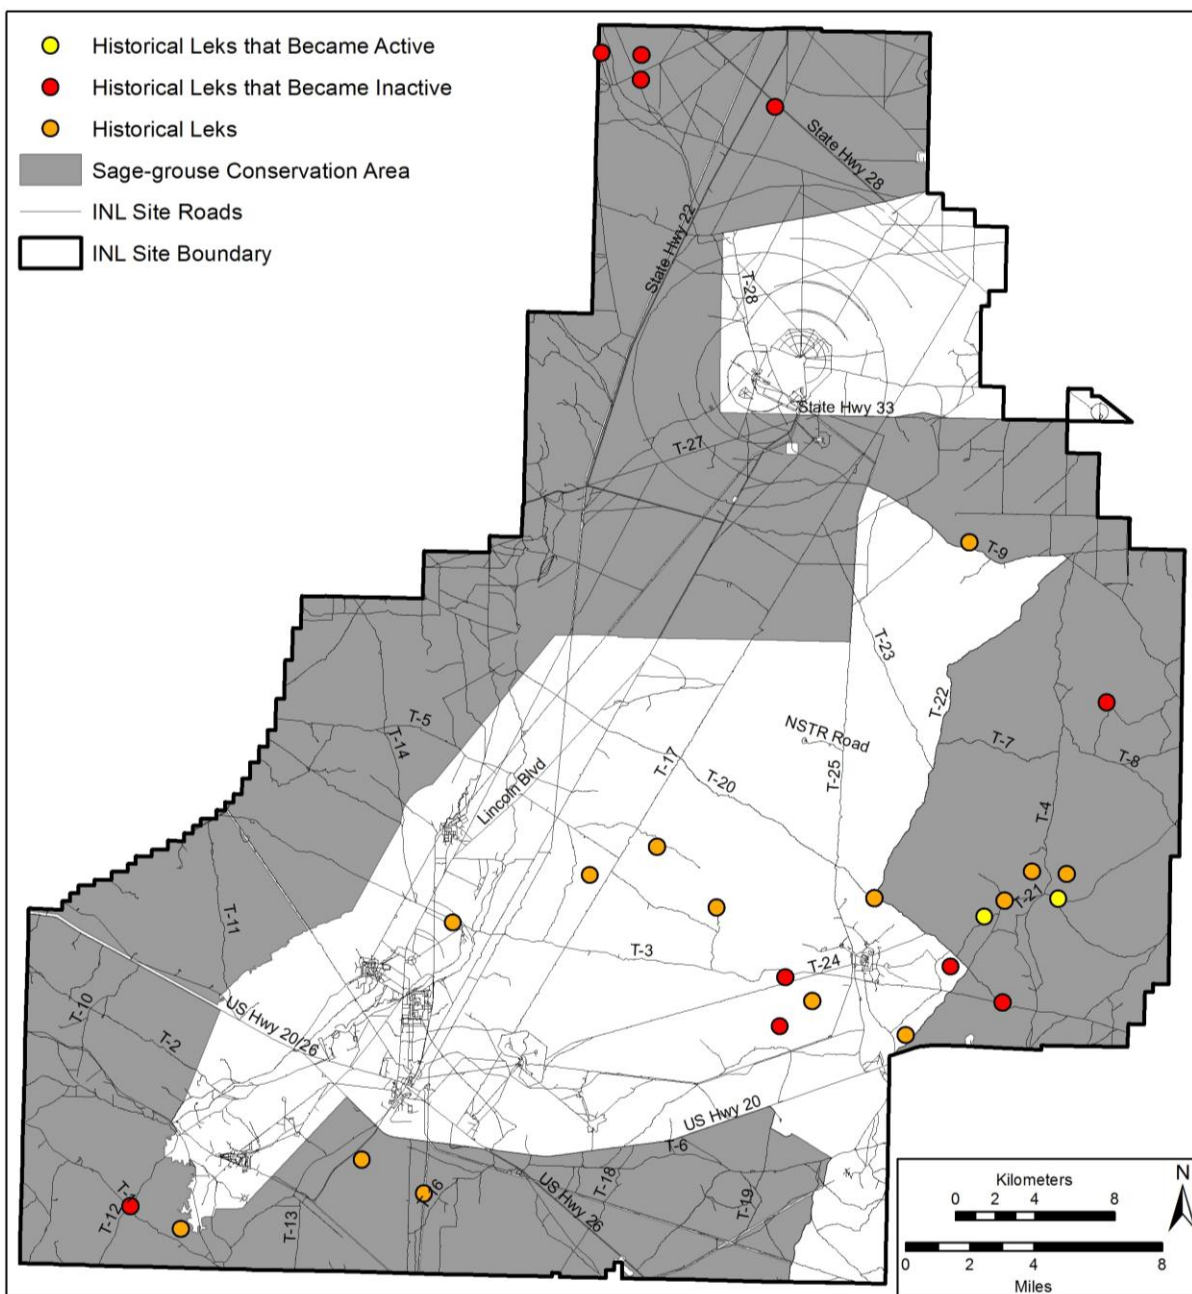 Historical Leks that Became Active
Historical Leks that Became Inactive
Historical Leks
Sage-grouse Conservation Area
INL Site Roads
INL Site Boundary
State Hwy 28
State Hwy 22
T-28
State Hwy 33
T-27
T-9
T-23
T-22
T-5
T-14
NSTR Road
T-7
T-8
T-17
T-25
T-20
Lincoln Blvd
T-4
T-21
T-11
T-3
T-24
T-10
US Hwy 20/26
T-2
US Hwy 20
T-6
T-18
US Hwy 26
T-16
T-19
T-12
T-13
Kilometers
0 2 4 8
N
0 2 4 8
Miles